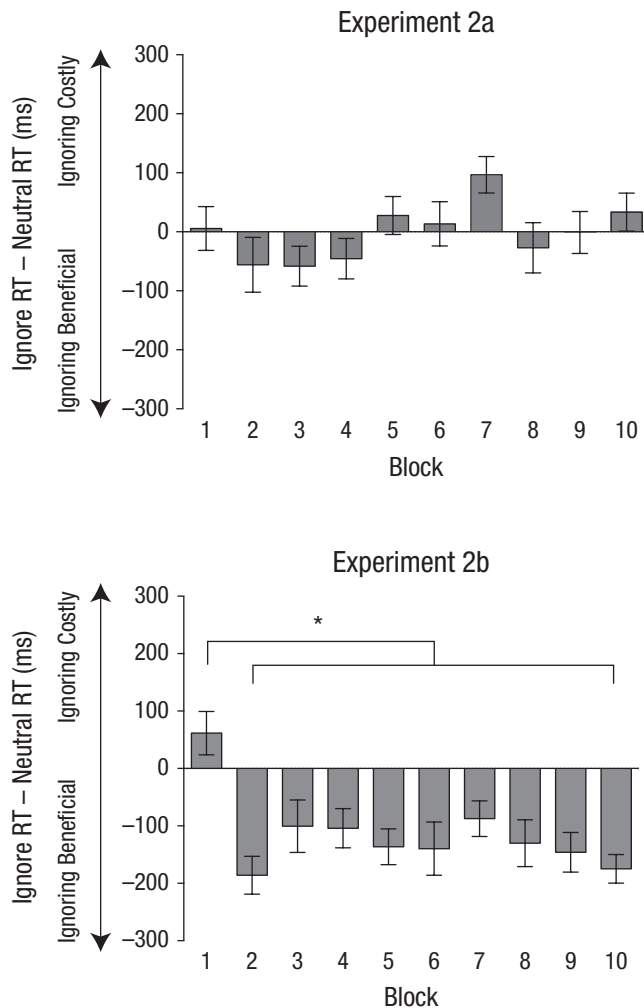 Experiment 2a
Ignore RT – Neutral RT (ms)
Ignoring Costly
Ignoring Beneficial
300
200
100
0
–100
–200
–300
1 2 3 4 5 6 7 8 9 10
Block
Experiment 2b
Ignore RT – Neutral RT (ms)
Ignoring Costly
Ignoring Beneficial
300
200
100
0
–100
–200
–300
*
1 2 3 4 5 6 7 8 9 10
Block